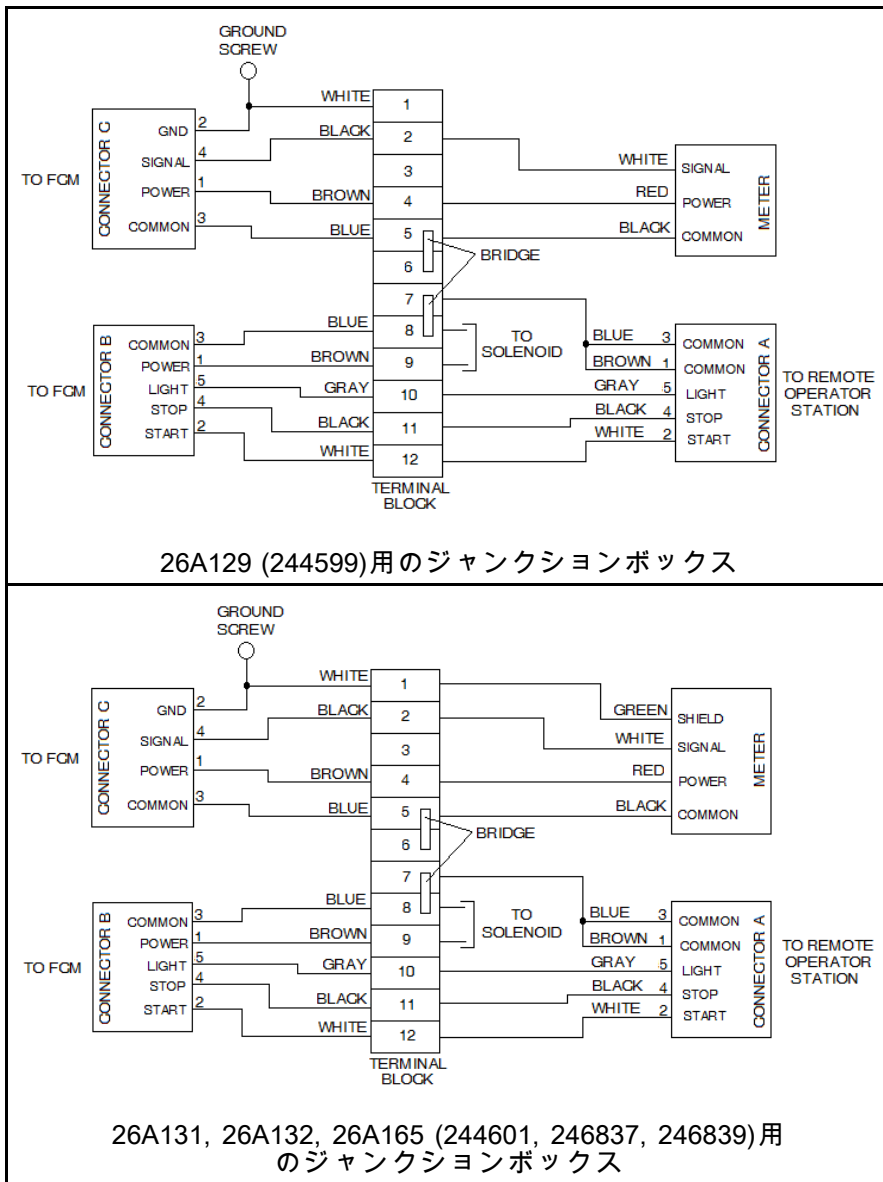 GROUND
SCREW
WHITE
1
CONNECTOR C
GND
2
BLACK
2
TO FCM
SIGNAL
4
WHITE
SIGNAL
3
POWER
1
BROWN
4
RED
POWER
METER
COMMON
3
BLUE
5
BLACK
COMMON
BRIDGE
6
7
CONNECTOR B
BLUE
8
TO
SOLENOID
BLUE
3
COMMON
CONNECTOR A
COMMON
3
BROWN
9
BROWN
1
COMMON
TO FCM
POWER
1
GRAY
10
GRAY
5
LIGHT
TO REMOTE
OPERATOR
STATION
LIGHT
5
BLACK
11
BLACK
4
STOP
STOP
4
WHITE
12
WHITE
2
START
START
2
TERMINAL
BLOCK
26A129 (244599)用のジャンクションボックス
GROUND
SCREW
WHITE
1
CONNECTOR C
GND
2
BLACK
2
GREEN
SHIELD
TO FCM
SIGNAL
4
WHITE
SIGNAL
3
POWER
1
BROWN
4
RED
POWER
METER
COMMON
3
BLUE
5
BLACK
COMMON
BRIDGE
6
7
CONNECTOR B
BLUE
8
TO
SOLENOID
BLUE
3
COMMON
CONNECTOR A
COMMON
3
BROWN
9
BROWN
1
COMMON
TO FCM
POWER
1
GRAY
10
GRAY
5
LIGHT
TO REMOTE
OPERATOR
STATION
LIGHT
5
BLACK
11
BLACK
4
STOP
STOP
4
WHITE
12
WHITE
2
START
START
2
TERMINAL
BLOCK
26A131, 26A132, 26A165 (244601, 246837, 246839)用
のジャンクションボックス